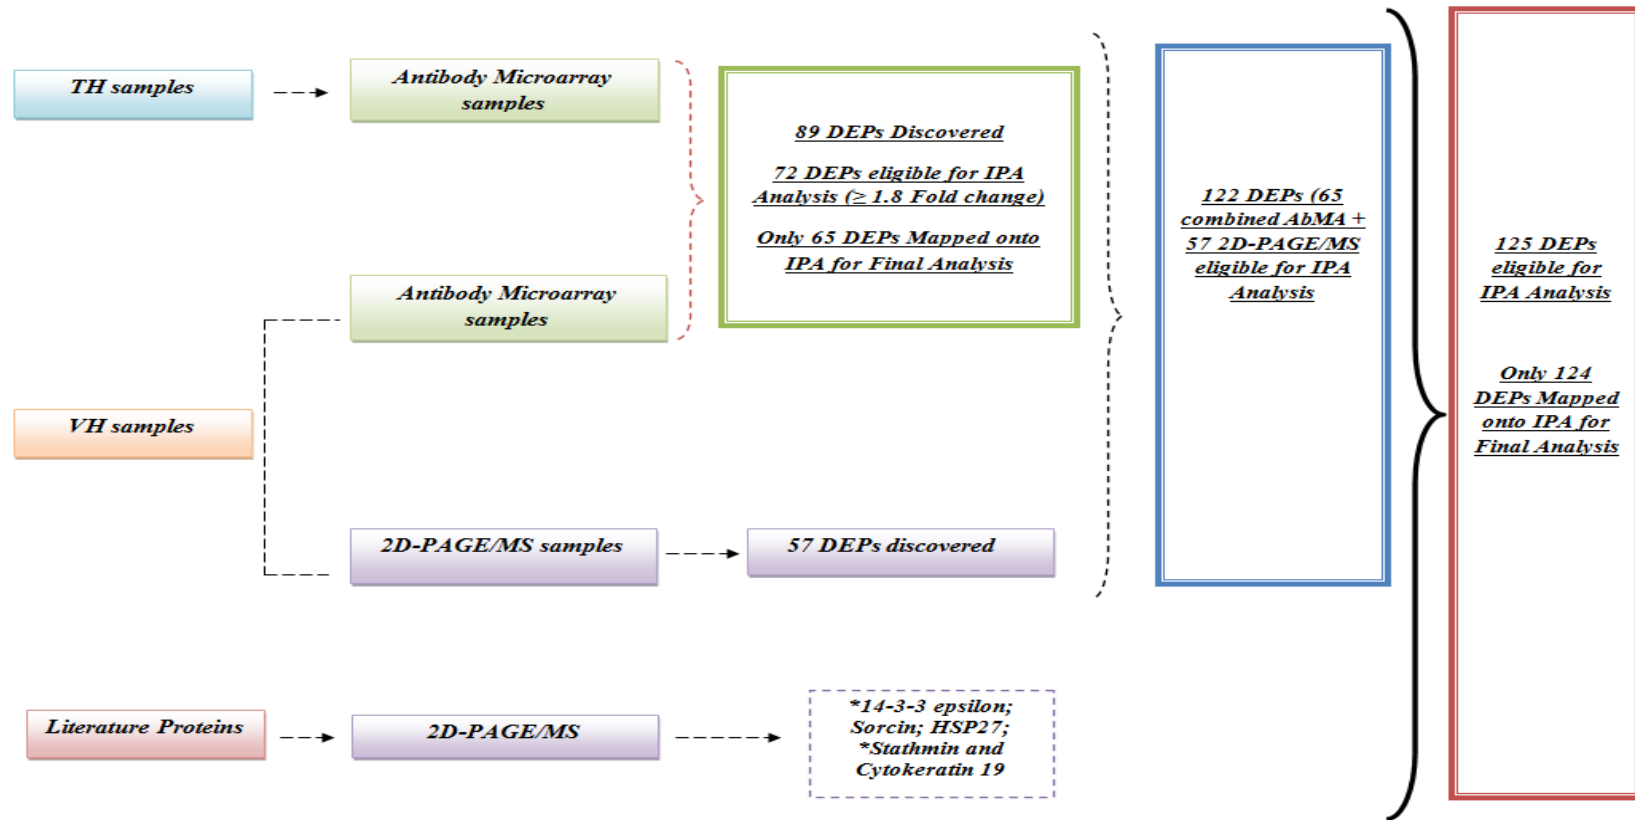 TH samples
Antibody Microarray
samples
89 DEPs Discovered
72 DEPs eligible for IPA
Analysis (≥ 1.8 Fold change)
Only 65 DEPs Mapped onto
IPA for Final Analysis
Antibody Microarray
samples
VH samples
2D-PAGE/MS samples
57 DEPs discovered
122 DEPs (65
combined AbMA +
57 2D-PAGE/MS
eligible for IPA
Analysis
125 DEPs
eligible for
IPA Analysis
Only 124
DEPs Mapped
onto IPA for
Final Analysis
Literature Proteins
2D-PAGE/MS
*14-3-3 epsilon;
Sorcin; HSP27;
*Stathmin and
Cytokeratin 19